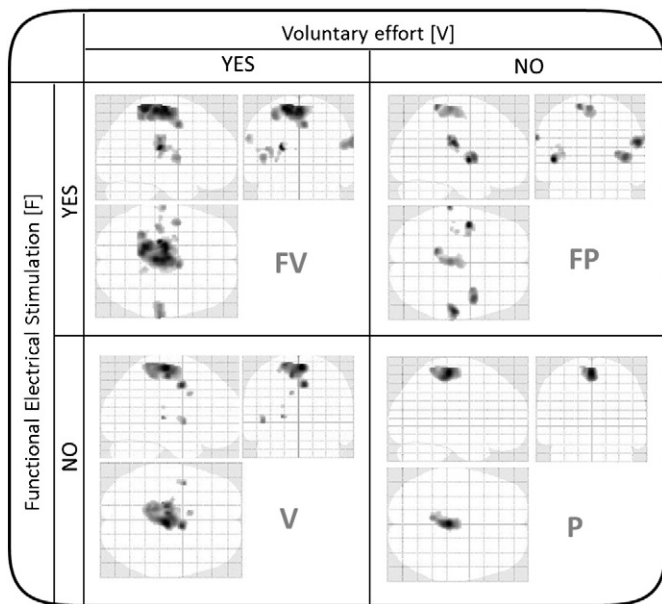 Voluntary effort [V]
YES
NO
Functional Electrical Stimulation [F]
YES
FV
FP
NO
V
P